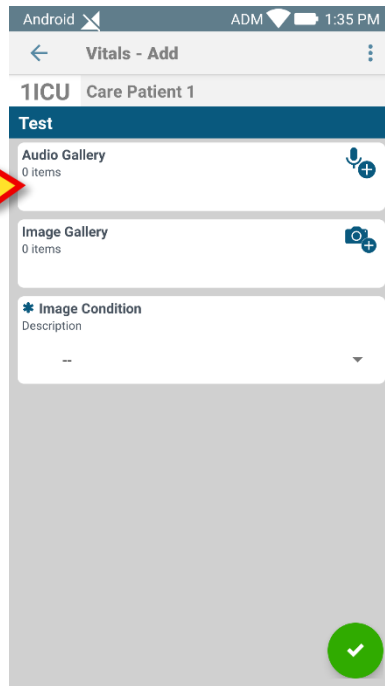 Android ADM 1:35 PM
Vitals - Add
1ICU Care Patient 1
Test
Audio Gallery
0 items
Image Gallery
0 items
✱ Image Condition
Description
--